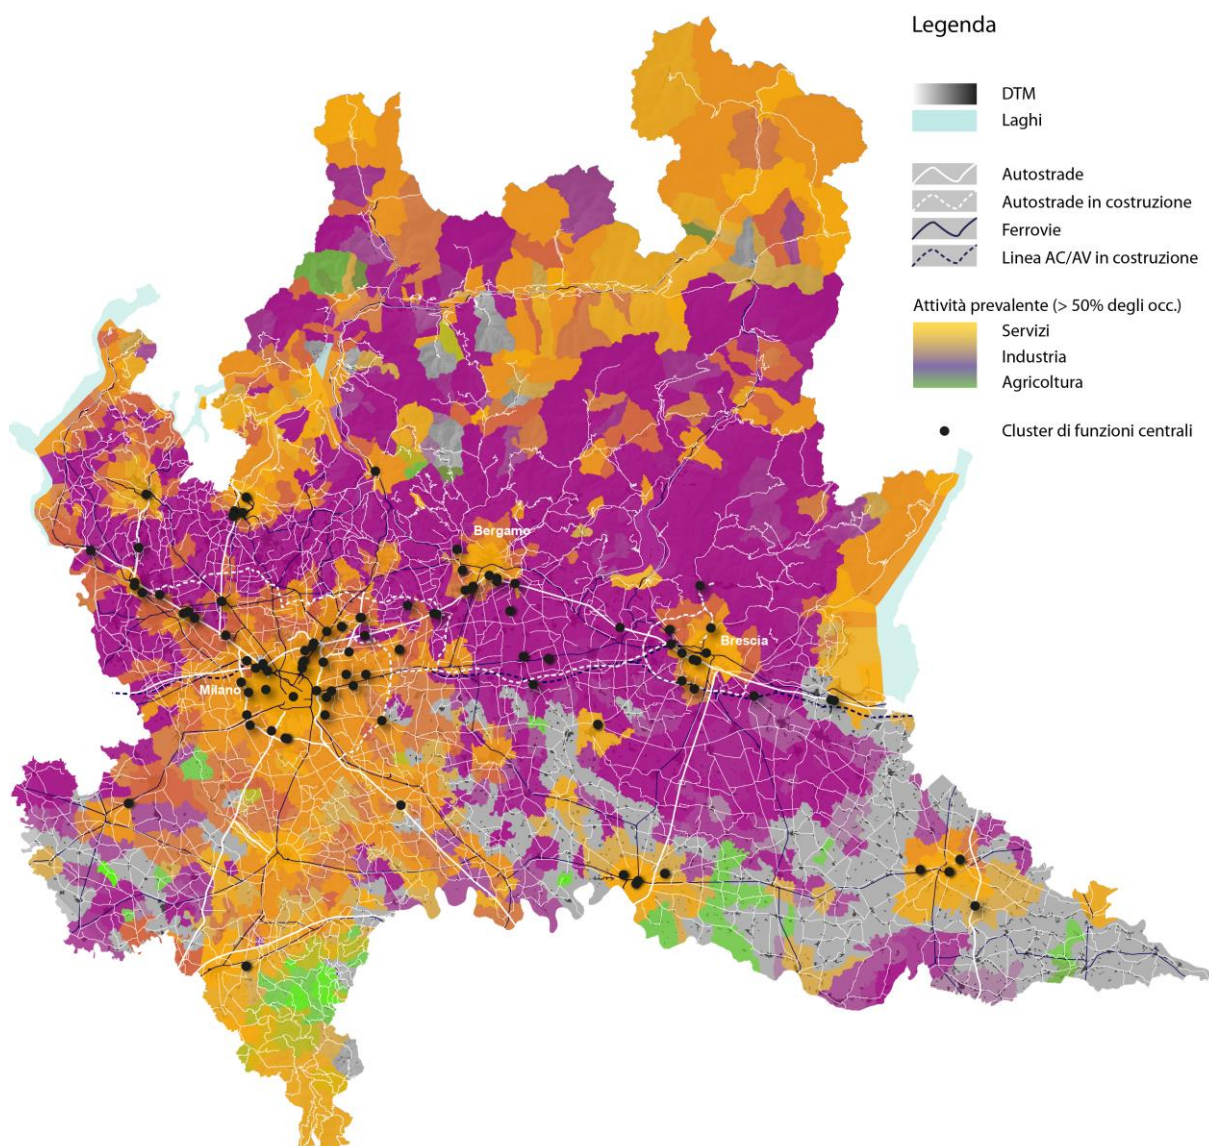 Legenda
DTM
Laghi
Autostrade
Autostrade in costruzione
Ferrovie
Linea AC/AV in costruzione
Attività prevalente (> 50% degli occ.)
Servizi
Industria
Agricoltura
Cluster di funzioni centrali
Bergamo
Brescia
Milano